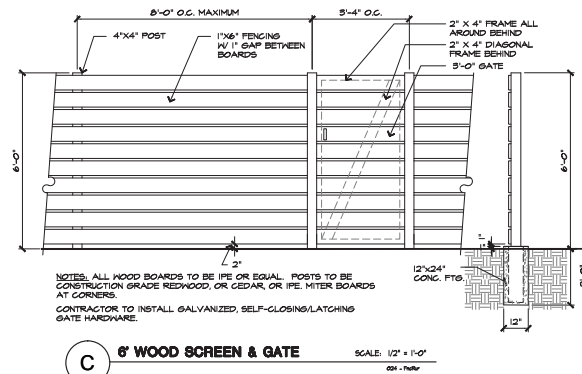 8'-0" O.C. MAXIMUM
3'-4" O.C.
4"X4" POST
1"X6" FENCING
W/ 1" GAP BETWEEN
BOARDS
2" X 4" FRAME ALL
AROUND BEHIND
2" X 4" DIAGONAL
FRAME BEHIND
3'-0" GATE
6'-0"
6'-0"
2"
1"
12"x24"
CONC. FTG.
12"
NOTES: ALL WOOD BOARDS TO BE IPE OR EQUAL. POSTS TO BE
CONSTRUCTION GRADE REDWOOD, OR CEDAR, OR IPE. MITER BOARDS
AT CORNERS.
CONTRACTOR TO INSTALL GALVANIZED, SELF-CLOSING/LATCHING
GATE HARDWARE.
C
6' WOOD SCREEN & GATE
SCALE: 1/2" = 1'-0"